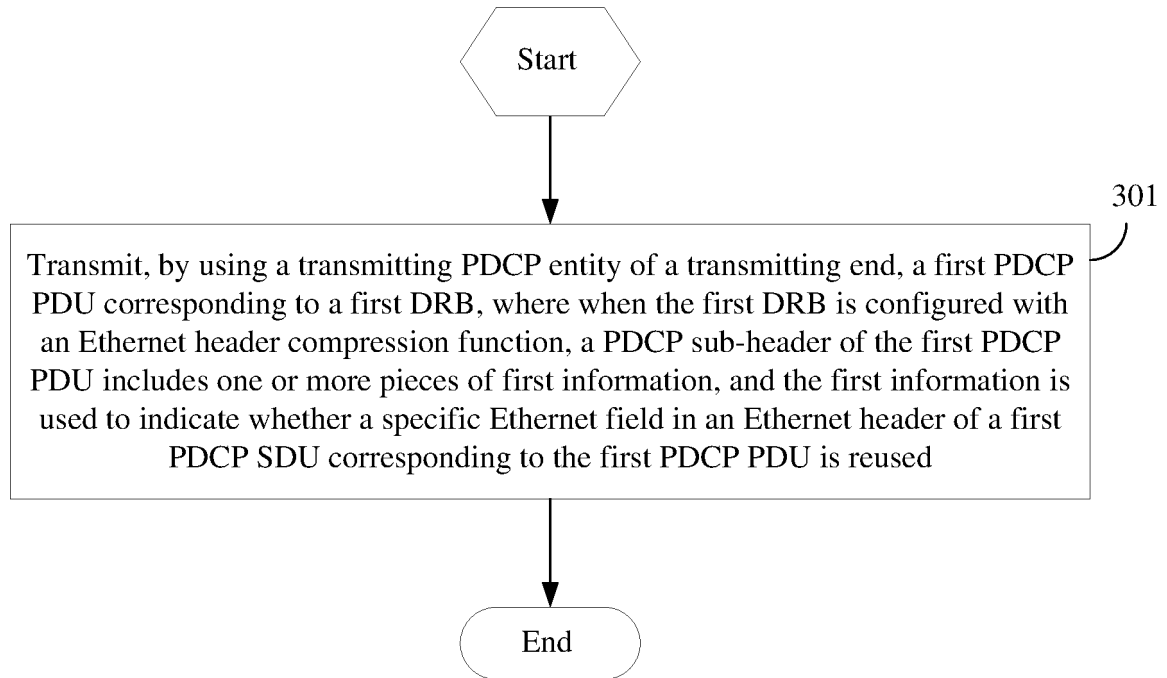 Start
301
Transmit, by using a transmitting PDCP entity of a transmitting end, a first PDCP
PDU corresponding to a first DRB, where when the first DRB is configured with
an Ethernet header compression function, a PDCP sub-header of the first PDCP
PDU includes one or more pieces of first information, and the first information is
used to indicate whether a specific Ethernet field in an Ethernet header of a first
PDCP SDU corresponding to the first PDCP PDU is reused
End